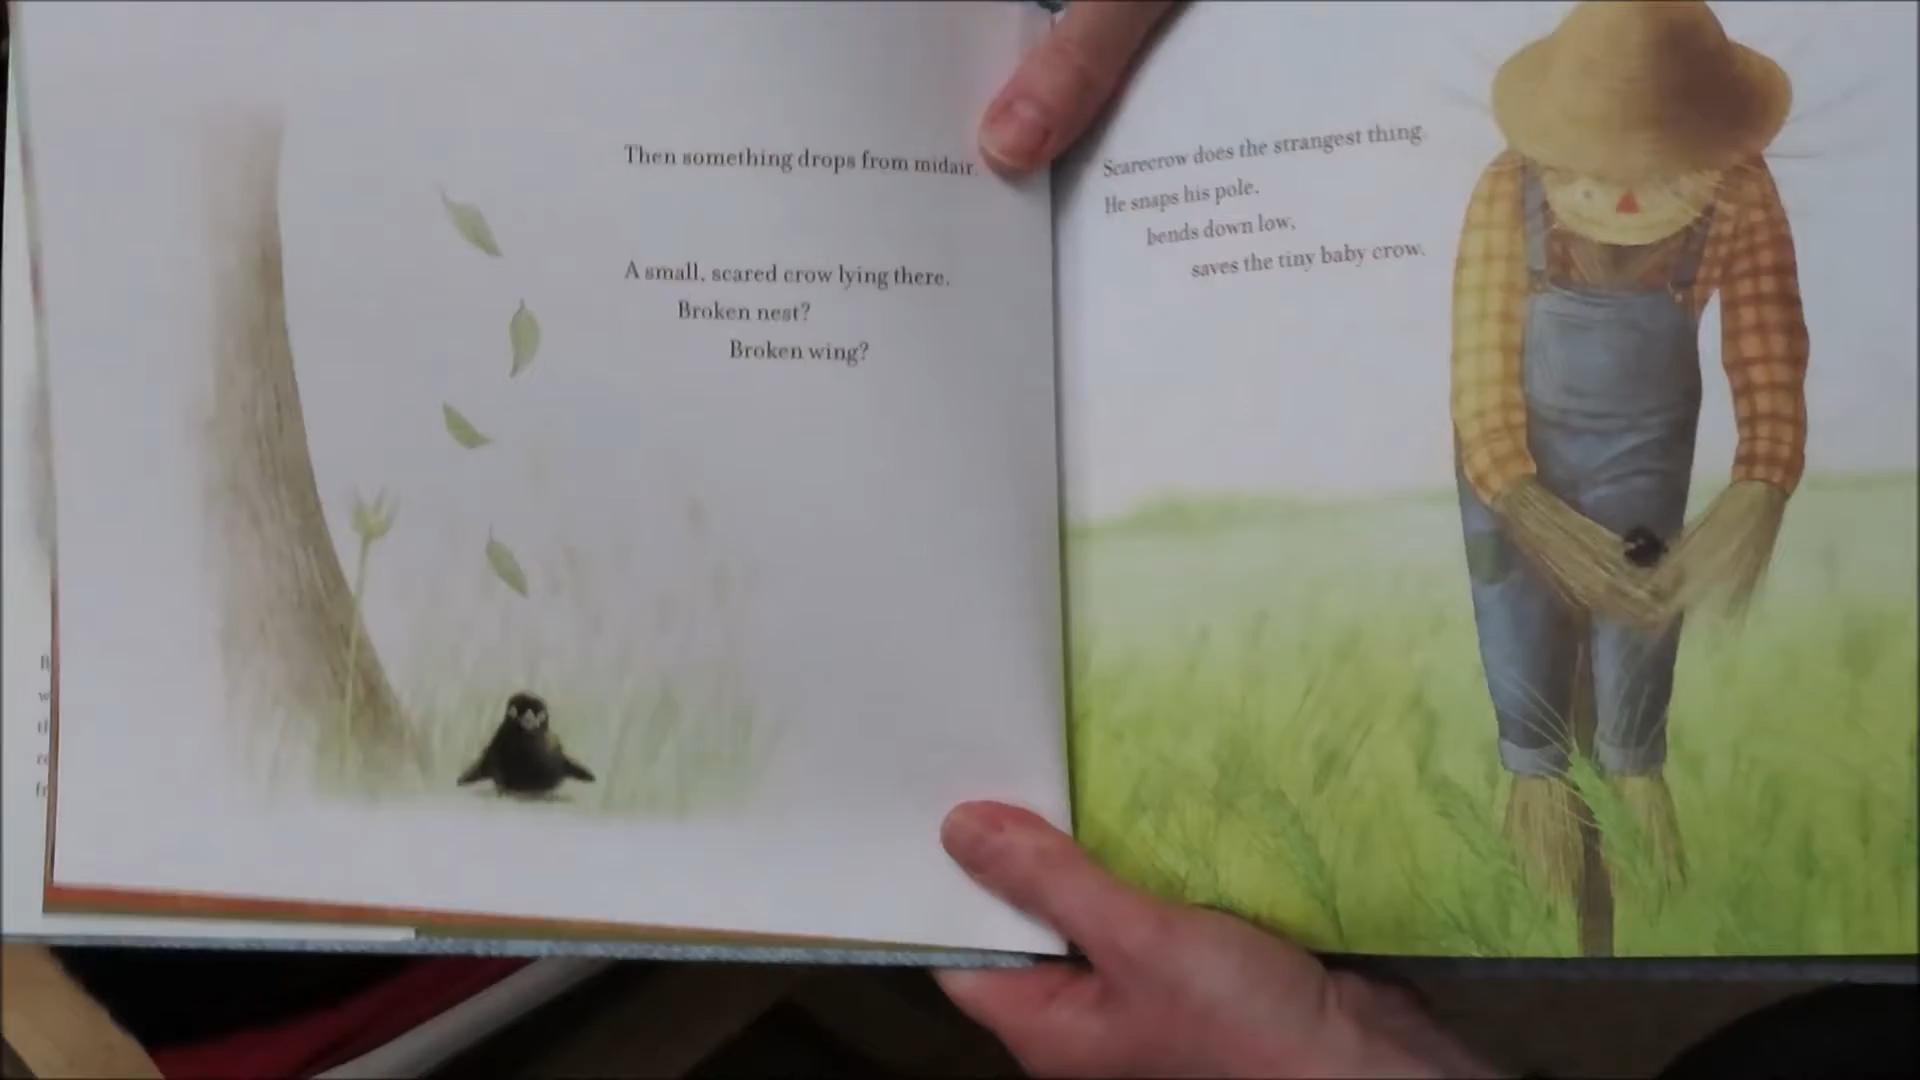 Then something drops from midair.
A small, scared crow lying there.
Broken nest?
Broken wing?
Scarecrow does the strangest thing.
He snaps his pole,
bends down low,
saves the tiny baby crow.